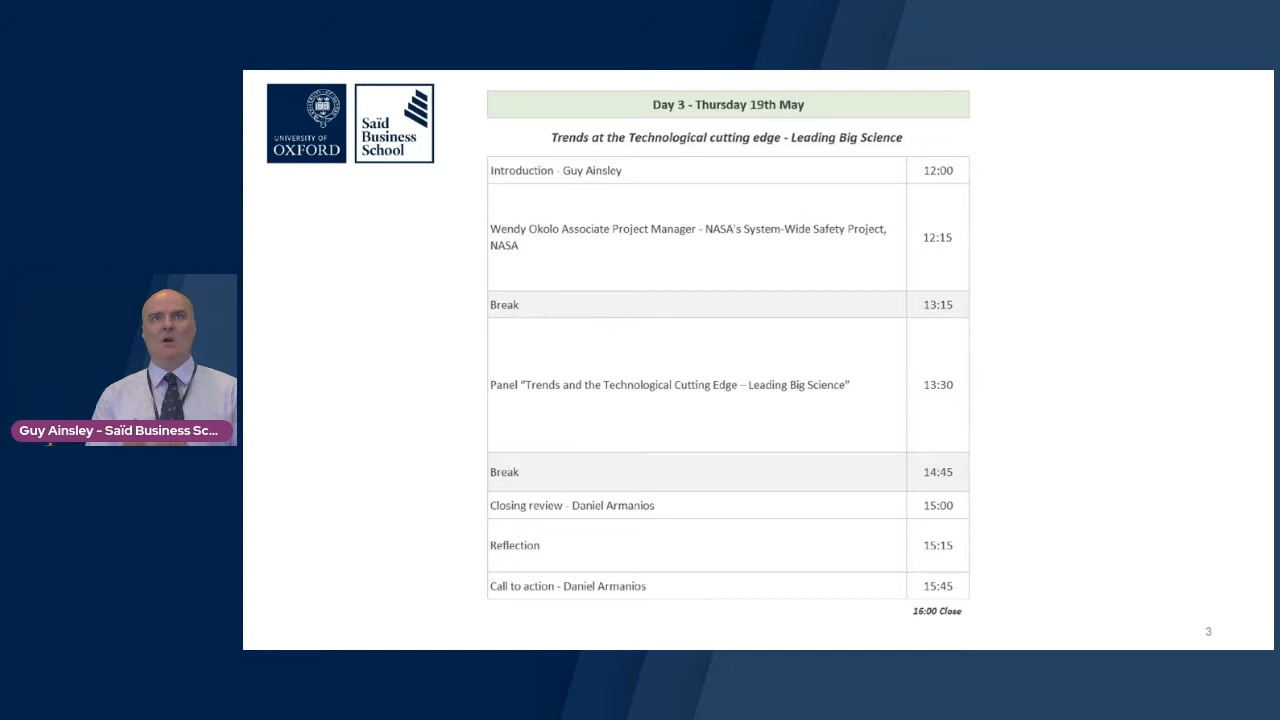 UNIVERSITY OF
OXFORD
Saïd
Business
School
Day 3 - Thursday 19th May
Trends at the Technological cutting edge - Leading Big Science
Introduction - Guy Ainsley 12:00
Wendy Okolo Associate Project Manager - NASA's System-Wide Safety Project,
NASA
12:15
Break 13:15
Panel “Trends and the Technological Cutting Edge – Leading Big Science” 13:30
Break 14:45
Closing review - Daniel Armanios 15:00
Reflection 15:15
Call to action - Daniel Armanios 15:45
16:00 Close
3
Guy Ainsley - Saïd Business Sc...